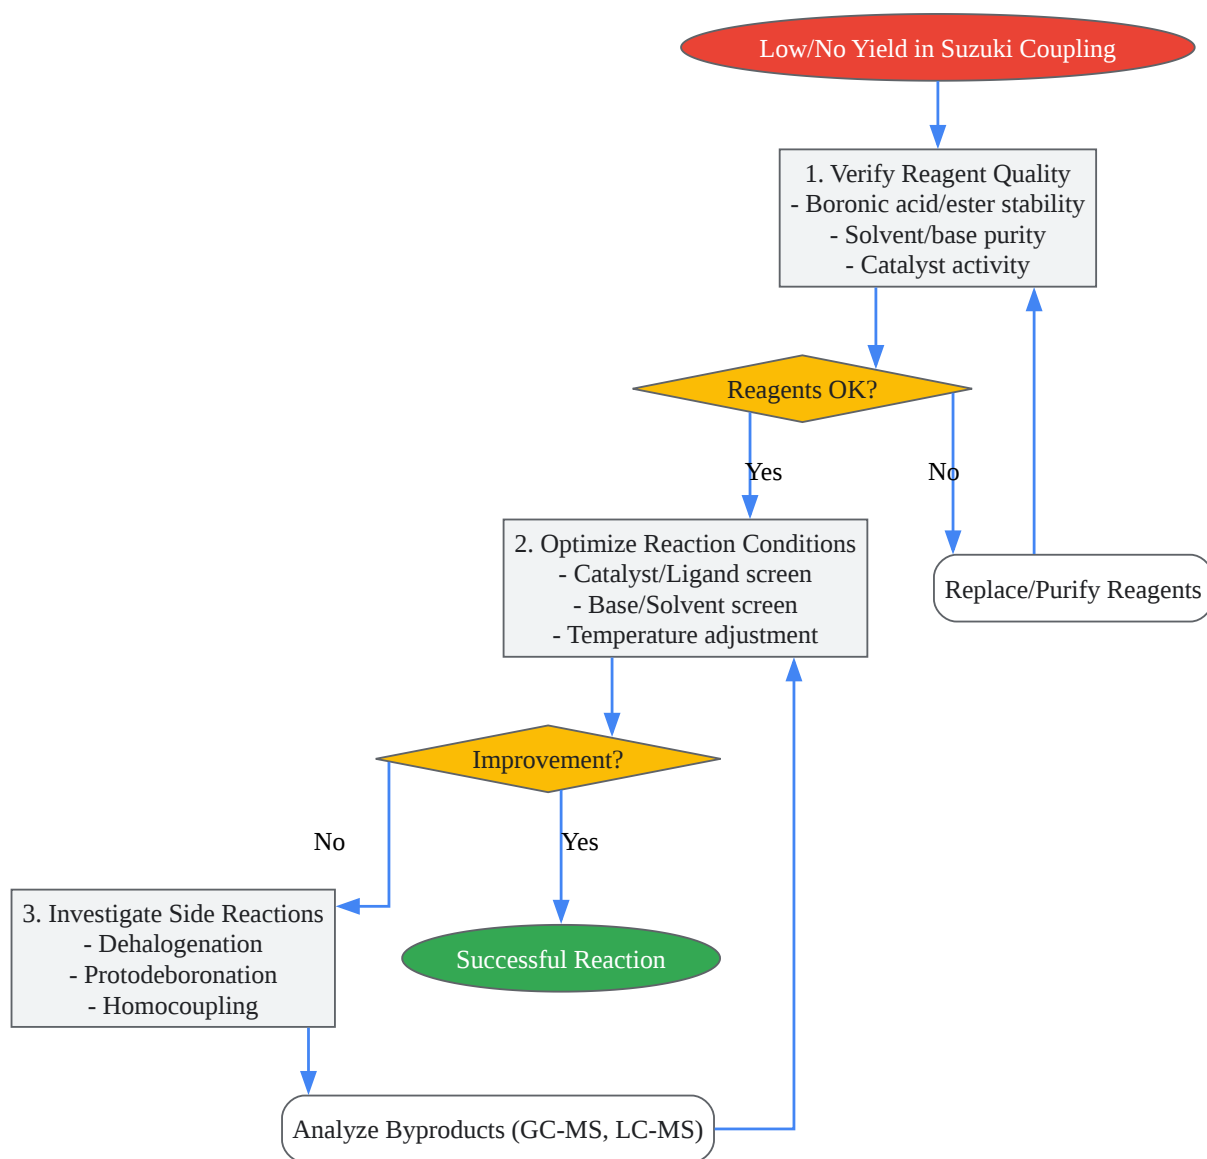 Low/No Yield in Suzuki Coupling
1. Verify Reagent Quality
- Boronic acid/ester stability
- Solvent/base purity
- Catalyst activity
Reagents OK?
Yes
No
2. Optimize Reaction Conditions
- Catalyst/Ligand screen
- Base/Solvent screen
- Temperature adjustment
Replace/Purify Reagents
Improvement?
No
Yes
3. Investigate Side Reactions
- Dehalogenation
- Protodeboronation
- Homocoupling
Successful Reaction
Analyze Byproducts (GC-MS, LC-MS)